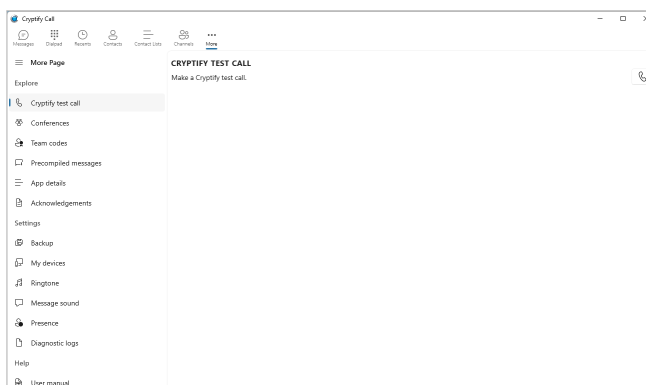 Cryptify Call
Messages Dialpad Recents Contacts Contact Lists Channels More
More Page
Explore
Cryptify test call
Conferences
Team codes
Precompiled messages
App details
Acknowledgements
Settings
Backup
My devices
Ringtone
Message sound
Presence
Diagnostic logs
Help
User manual
CRYPTIFY TEST CALL
Make a Cryptify test call.